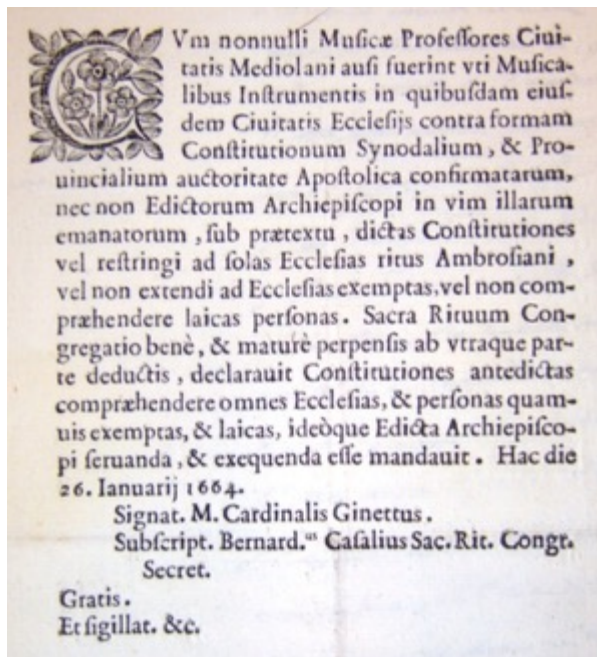 CVm nonnulli Muſicæ Profeſſores Ciui-
tatis Mediolani auſi fuerint vti Muſica-
libus Inſtrumentis in quibuſdam eiuſ-
dem Ciuitatis Eccleſijs contra formam
Conſtitutionum Synodalium, & Pro-
uincialium auctoritate Apoſtolica confirmatarum,
nec non Edictorum Archiepiſcopi in vim illarum
emanatorum , ſub prætextu , dictas Conſtitutiones
vel reſtringi ad ſolas Eccleſias ritus Ambroſiani ,
vel non extendi ad Eccleſias exemptas, vel non com-
præhendere laicas perſonas. Sacra Rituum Con-
gregatio benè, & maturè perpenſis ab vtraque par-
te deductis , declarauit Conſtitutiones antedictas
compræhendere omnes Eccleſias, & perſonas quam-
uis exemptas, & laicas, ideòque Edicta Archiepiſco-
pi ſeruanda , & exequenda eſſe mandauit . Hac die
26. Ianuarij 1664.
Signat. M. Cardinalis Ginettus .
Subſcript. Bernard.us Caſalius Sac. Rit. Congr.
Secret.
Gratis .
Et ſigillat. &c.